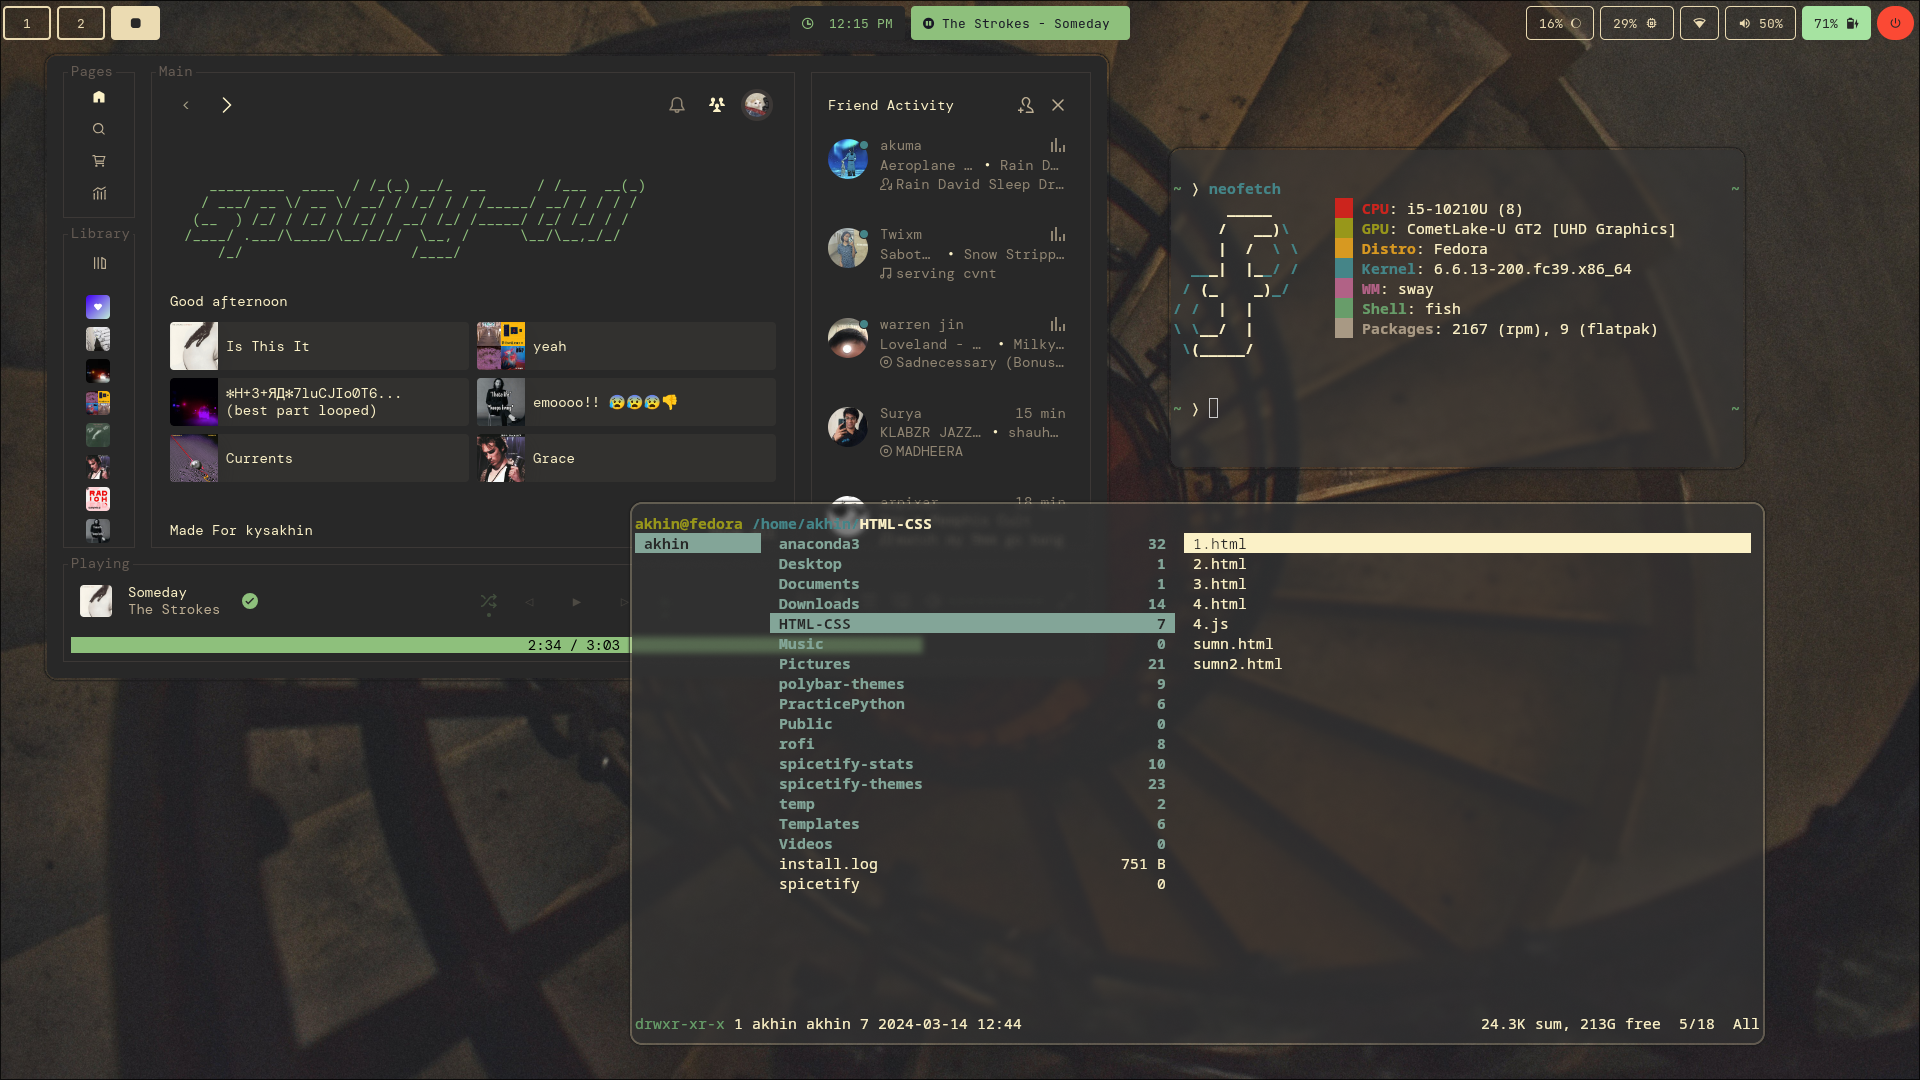 1 2
12:15 PM
The Strokes - Someday
16% 29% 50% 71%
Pages
Main
Library
Playing
Good afternoon
Is This It
yeah
✻H+3+ЯД✻7luCJIo0T6...
(best part looped)
emoooo!! 😰😰😰👎
Currents
Grace
Made For kysakhin
Someday
The Strokes
2:34 / 3:03
Friend Activity
akuma
Aeroplane … • Rain D…
Rain David Sleep Dr…
Twixm
Sabot… • Snow Stripp…
serving cvnt
warren jin
Loveland - … • Milky…
Sadnecessary (Bonus…
Surya 15 min
KLABZR JAZZ… • shauh…
MADHEERA
arpixar 18 min
~ ❭ neofetch ~
CPU: i5-10210U (8)
GPU: CometLake-U GT2 [UHD Graphics]
Distro: Fedora
Kernel: 6.6.13-200.fc39.x86_64
WM: sway
Shell: fish
Packages: 2167 (rpm), 9 (flatpak)
~ ❭ ~
akhin@fedora /home/akhin/HTML-CSS
akhin
anaconda3 32
Desktop 1
Documents 1
Downloads 14
HTML-CSS 7
Music 0
Pictures 21
polybar-themes 9
PracticePython 6
Public 0
rofi 8
spicetify-stats 10
spicetify-themes 23
temp 2
Templates 6
Videos 0
install.log 751 B
spicetify 0
1.html
2.html
3.html
4.html
4.js
sumn.html
sumn2.html
drwxr-xr-x 1 akhin akhin 7 2024-03-14 12:44
24.3K sum, 213G free 5/18 All